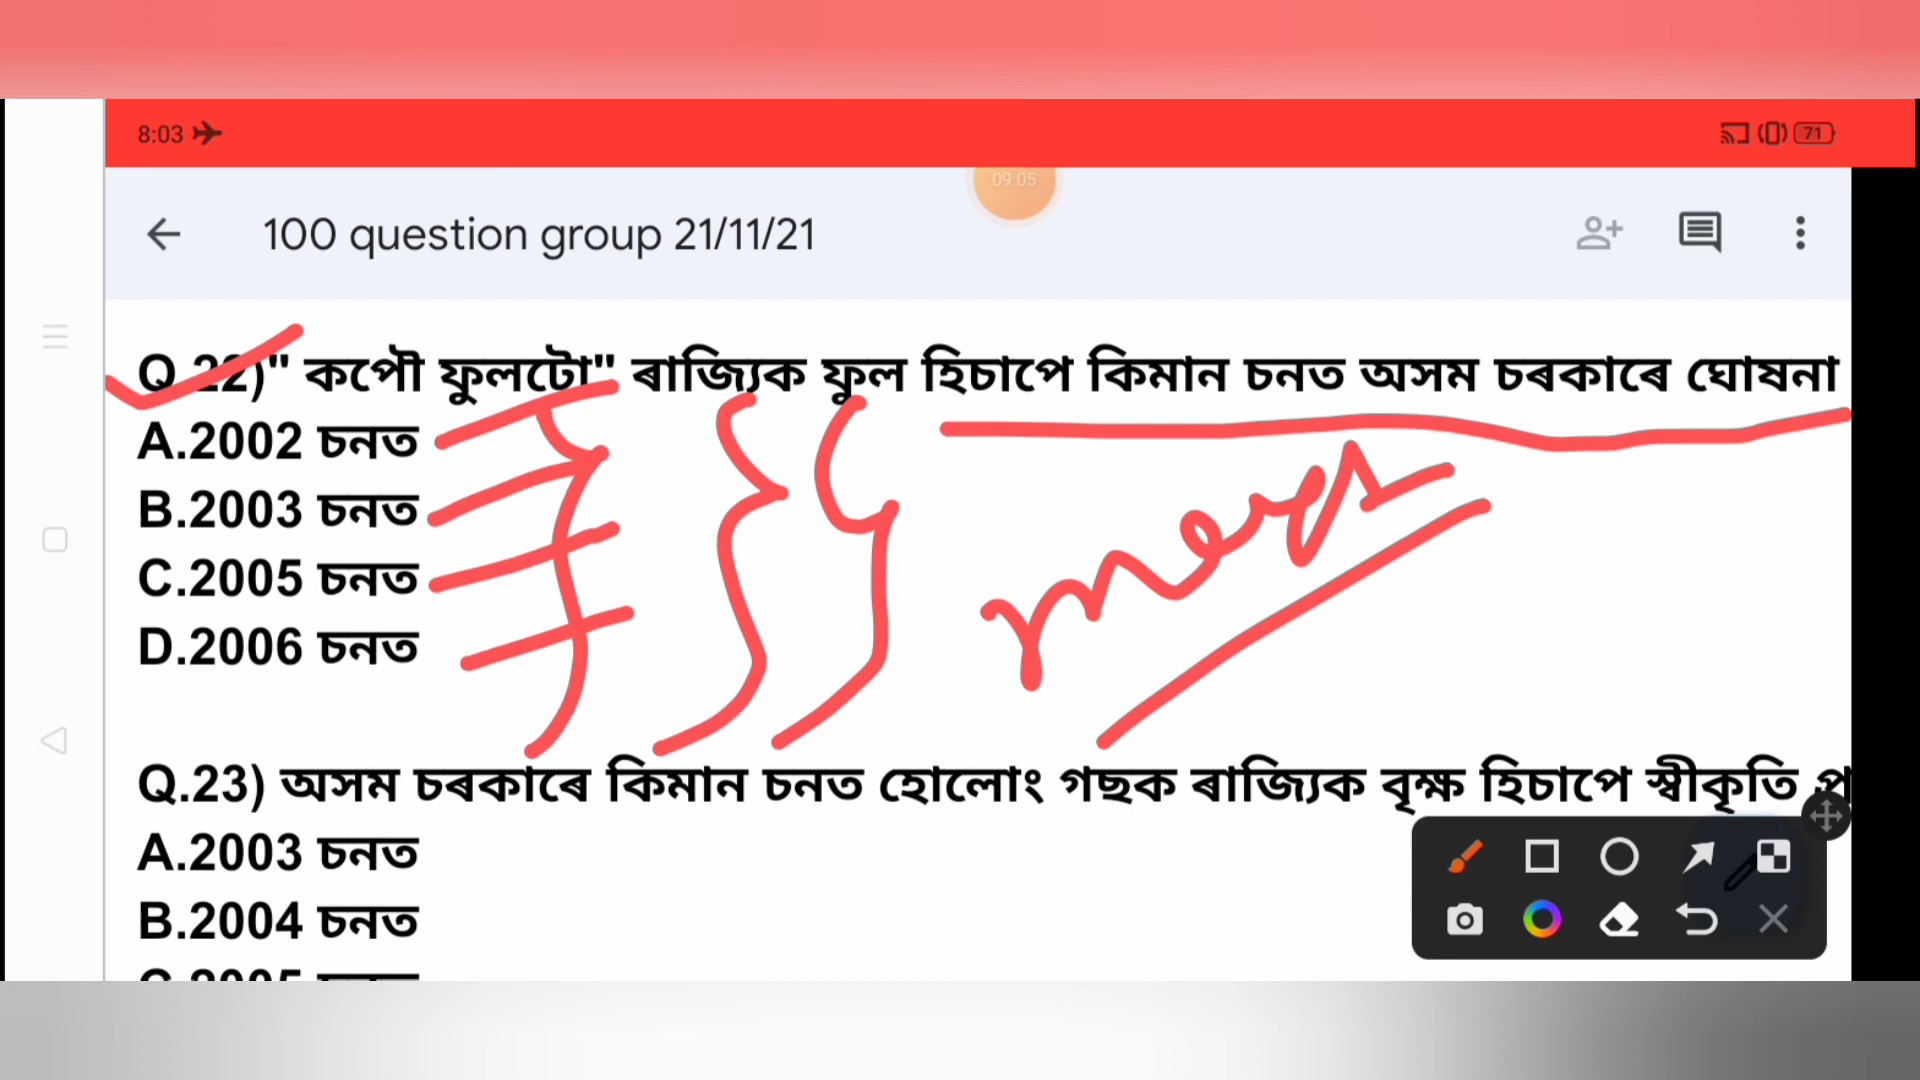 8:03
71
09:05
100 question group 21/11/21
Q.22)" কপৌ ফুলটো" ৰাজ্যিক ফুল হিচাপে কিমান চনত অসম চৰকাৰে ঘোষনা
A.2002 চনত
B.2003 চনত
C.2005 চনত
D.2006 চনত
Q.23) অসম চৰকাৰে কিমান চনত হোলোং গছক ৰাজ্যিক বৃক্ষ হিচাপে স্বীকৃতি প্ৰ
A.2003 চনত
B.2004 চনত